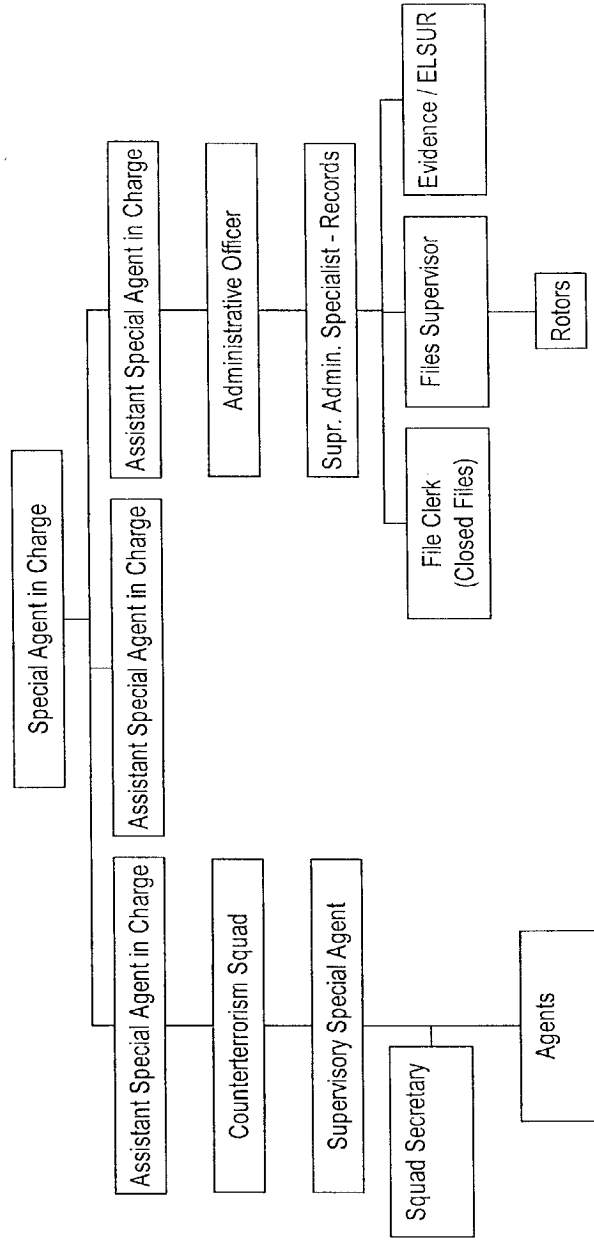 Special Agent in Charge
Assistant Special Agent in Charge
Assistant Special Agent in Charge
Assistant Special Agent in Charge
Counterterrorism Squad
Administrative Officer
Supervisory Special Agent
Supr. Admin. Specialist - Records
Squad Secretary
Agents
File Clerk
(Closed Files)
Files Supervisor
Evidence / ELSUR
Rotors